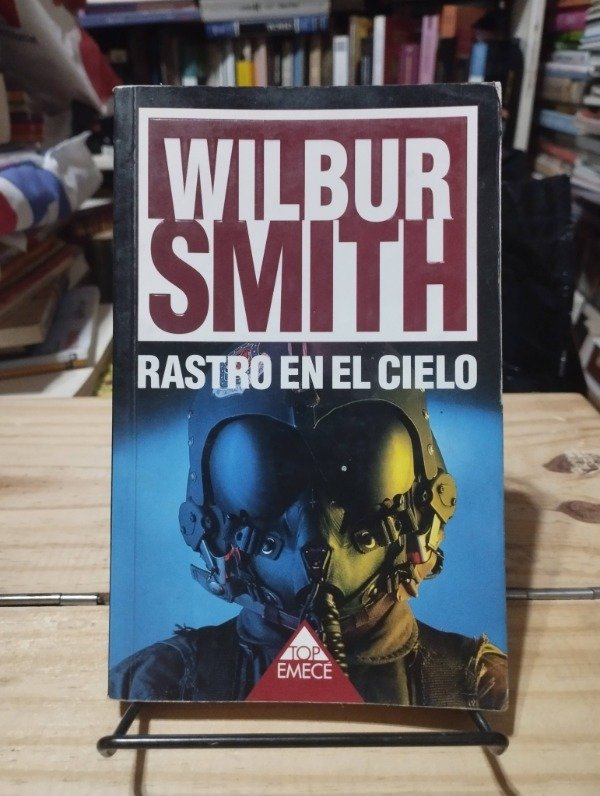 WILBUR
SMITH
RASTRO EN EL CIELO
TOP
EMECÉ